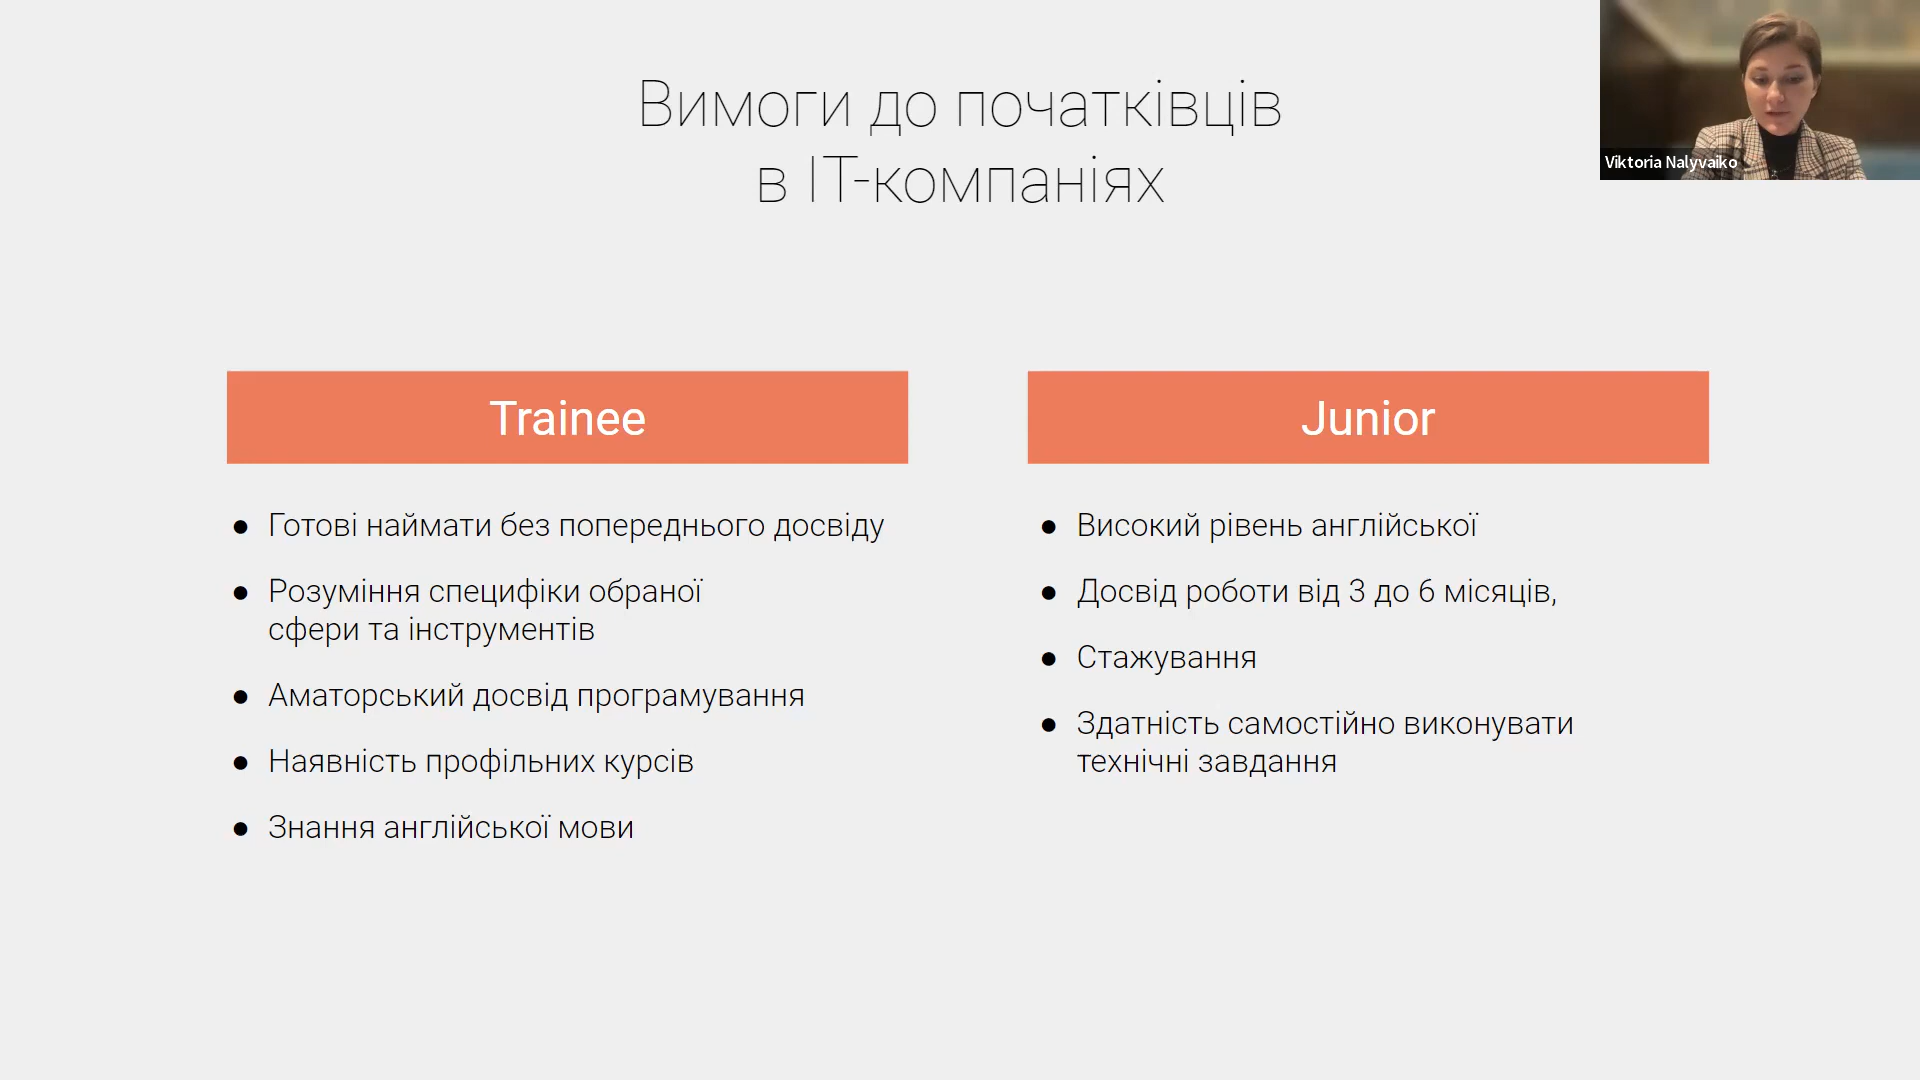 Вимоги до початківців
в ІТ-компаніях
Viktoria Nalyvaiko
Trainee
● Готові наймати без попереднього досвіду
● Розуміння специфіки обраної
сфери та інструментів
● Аматорський досвід програмування
● Наявність профільних курсів
● Знання англійської мови
Junior
● Високий рівень англійської
● Досвід роботи від 3 до 6 місяців,
● Стажування
● Здатність самостійно виконувати
технічні завдання